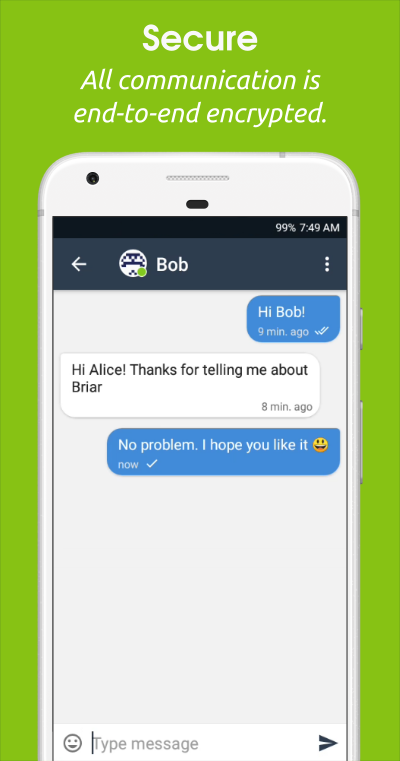 Secure
All communication is
end-to-end encrypted.
99% 7:49 AM
Bob
Hi Bob!
9 min. ago
Hi Alice! Thanks for telling me about
Briar
8 min. ago
No problem. I hope you like it 😃
now
Type message